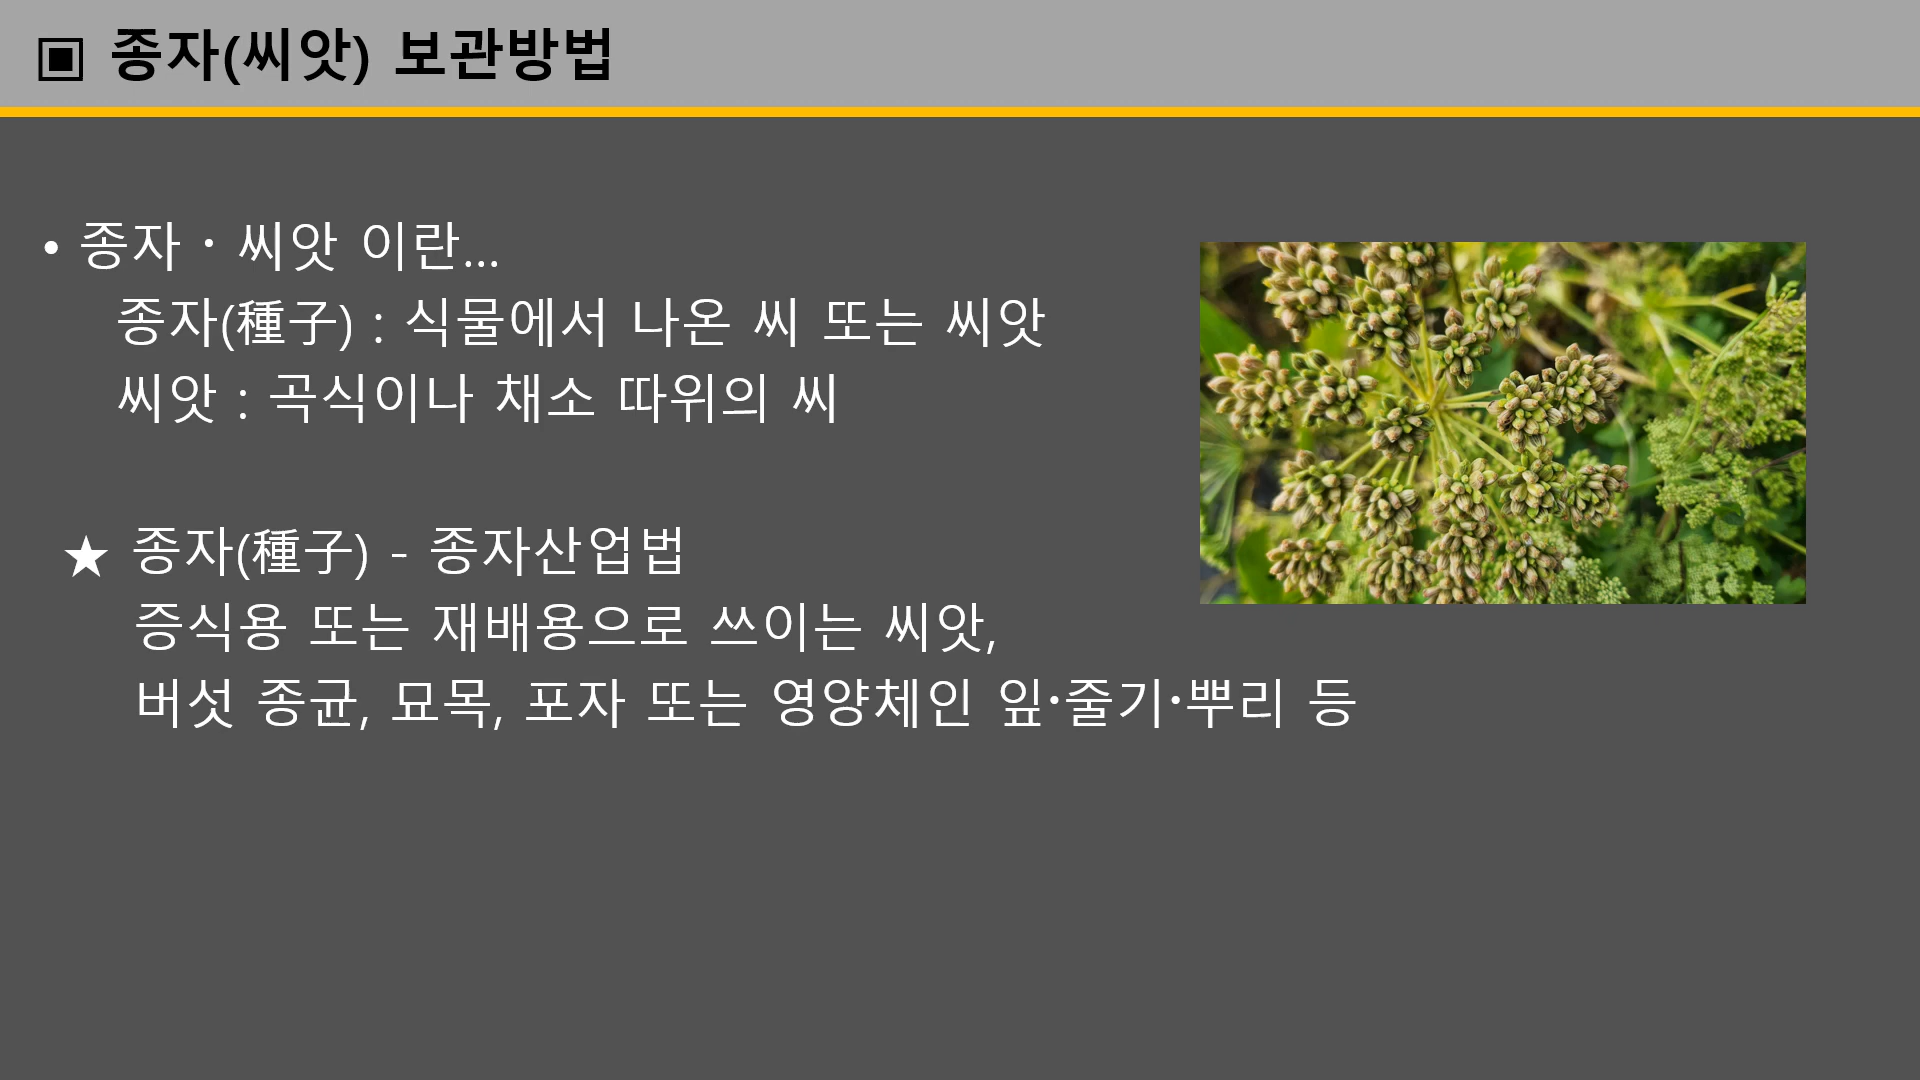 ▣ 종자(씨앗) 보관방법
• 종자 · 씨앗 이란...
종자(種子) : 식물에서 나온 씨 또는 씨앗
씨앗 : 곡식이나 채소 따위의 씨
★ 종자(種子) - 종자산업법
증식용 또는 재배용으로 쓰이는 씨앗,
버섯 종균, 묘목, 포자 또는 영양체인 잎·줄기·뿌리 등